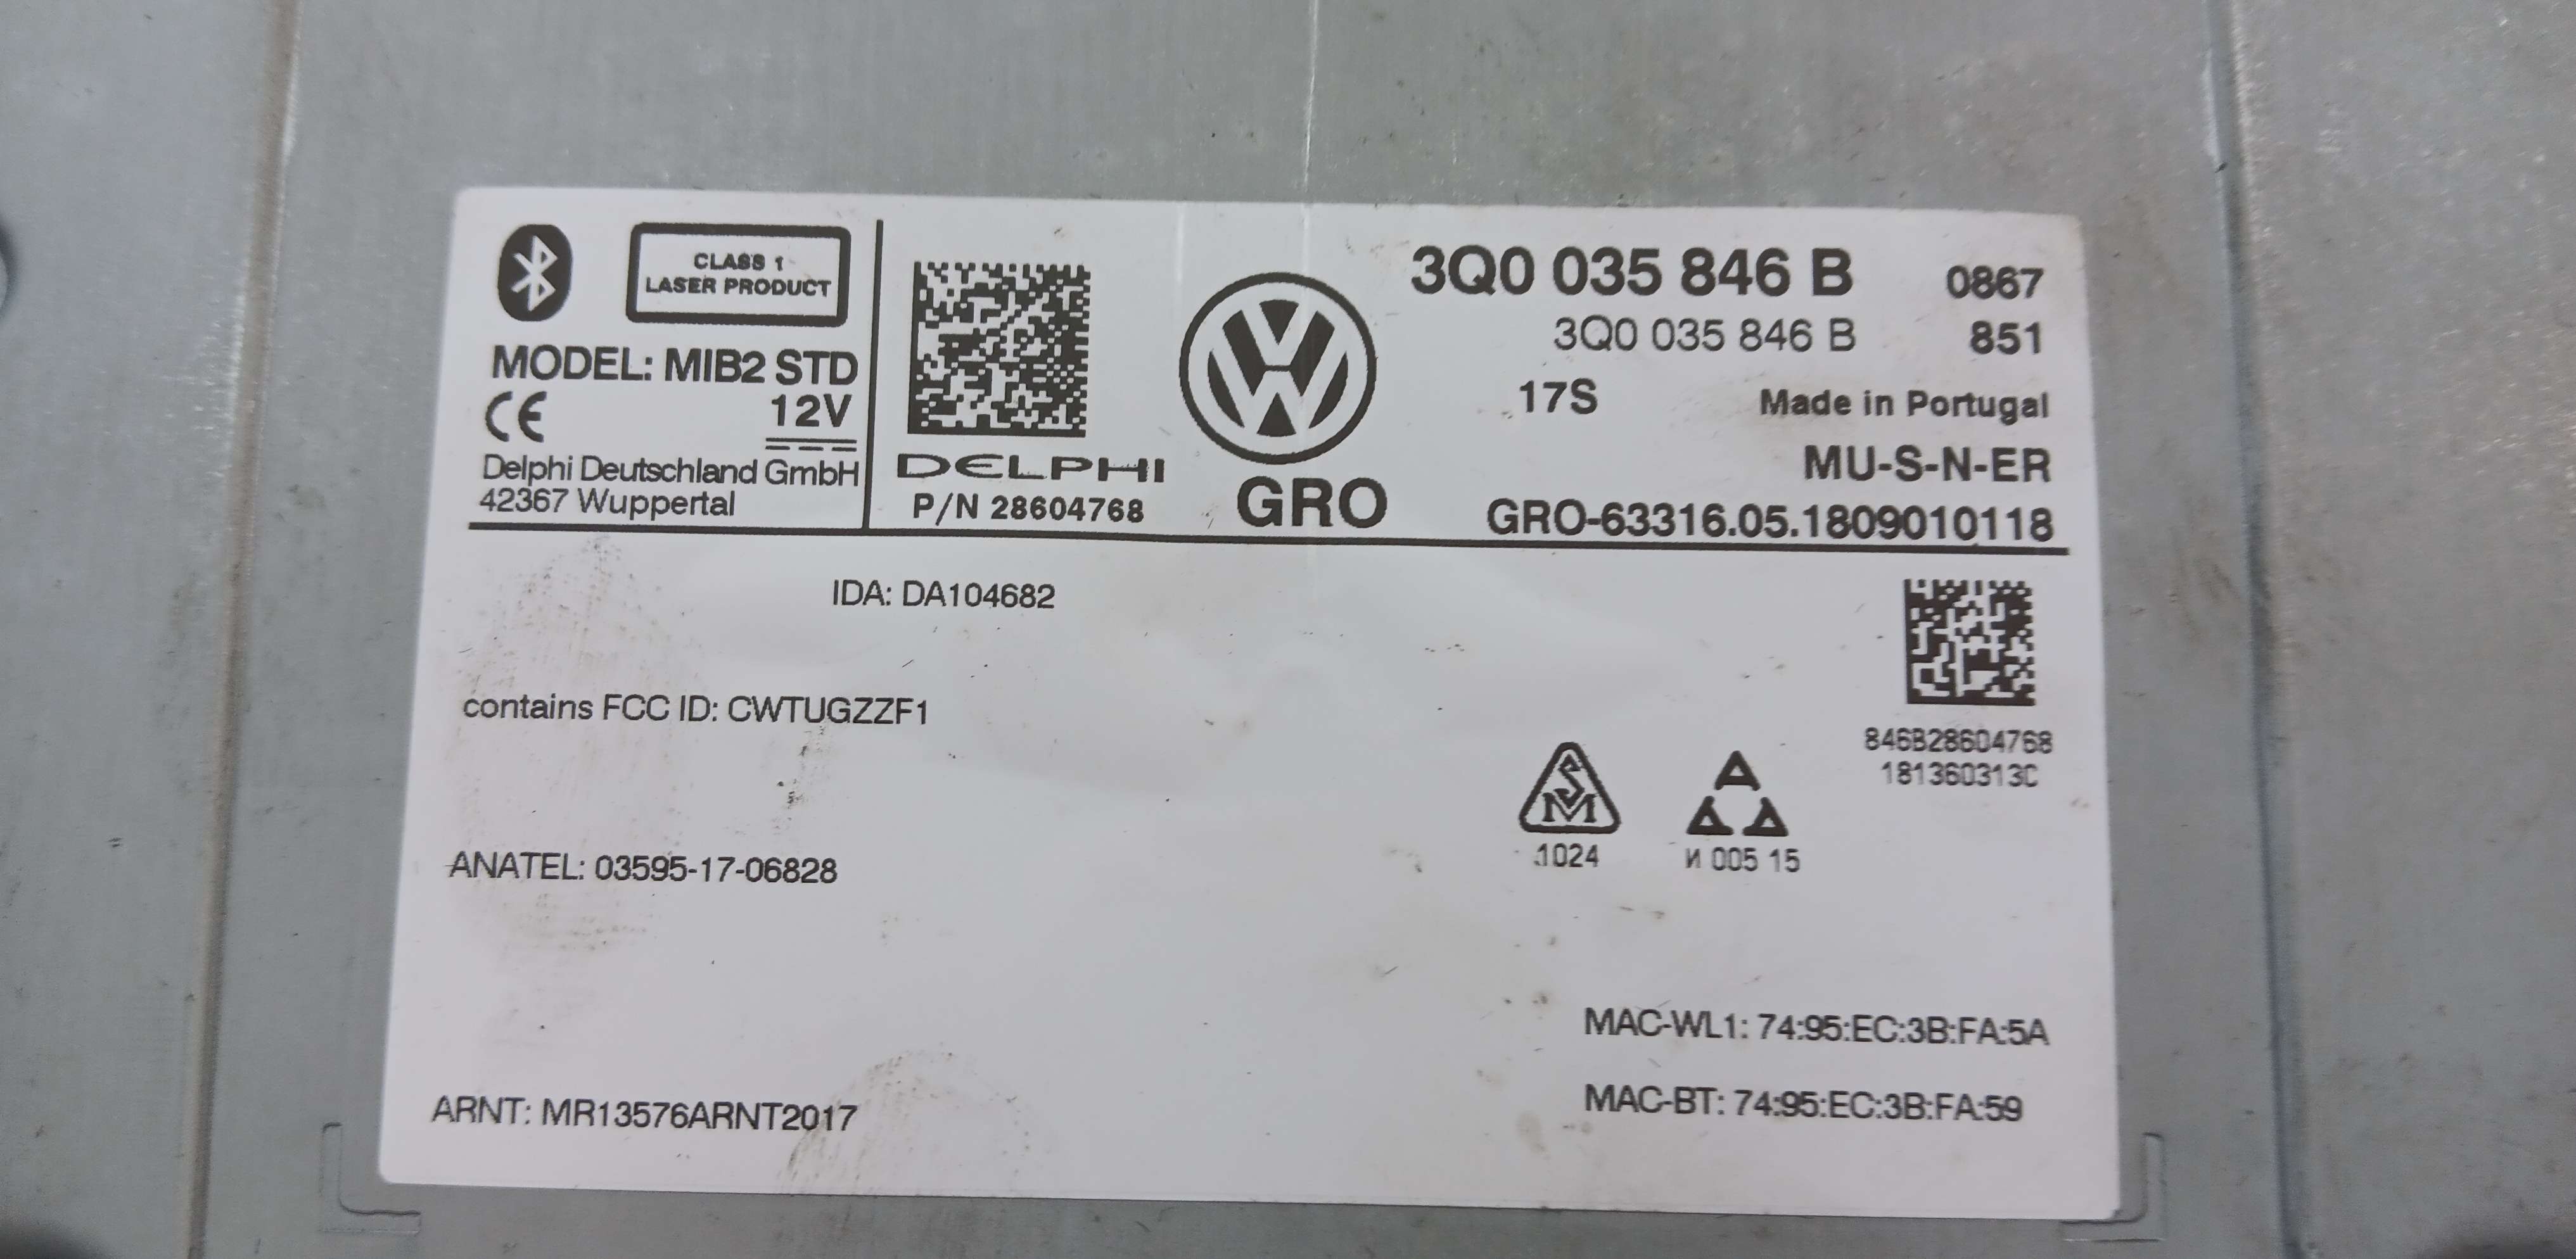 CLASS 1
LASER PRODUCT
MODEL: MIB2 STD
CE 12V
Delphi Deutschland GmbH
42367 Wuppertal
DELPHI
P/N 28604768
GRO
3Q0 035 846 B 0867
3Q0 035 846 B 851
17S Made in Portugal
MU-S-N-ER
GRO-63316.05.1809010118
IDA: DA104682
contains FCC ID: CWTUGZZF1
846B28604768
181360313C
SM
1024
AAA
И 005 15
ANATEL: 03595-17-06828
MAC-WL1: 74:95:EC:3B:FA:5A
MAC-BT: 74:95:EC:3B:FA:59
ARNT: MR13576ARNT2017